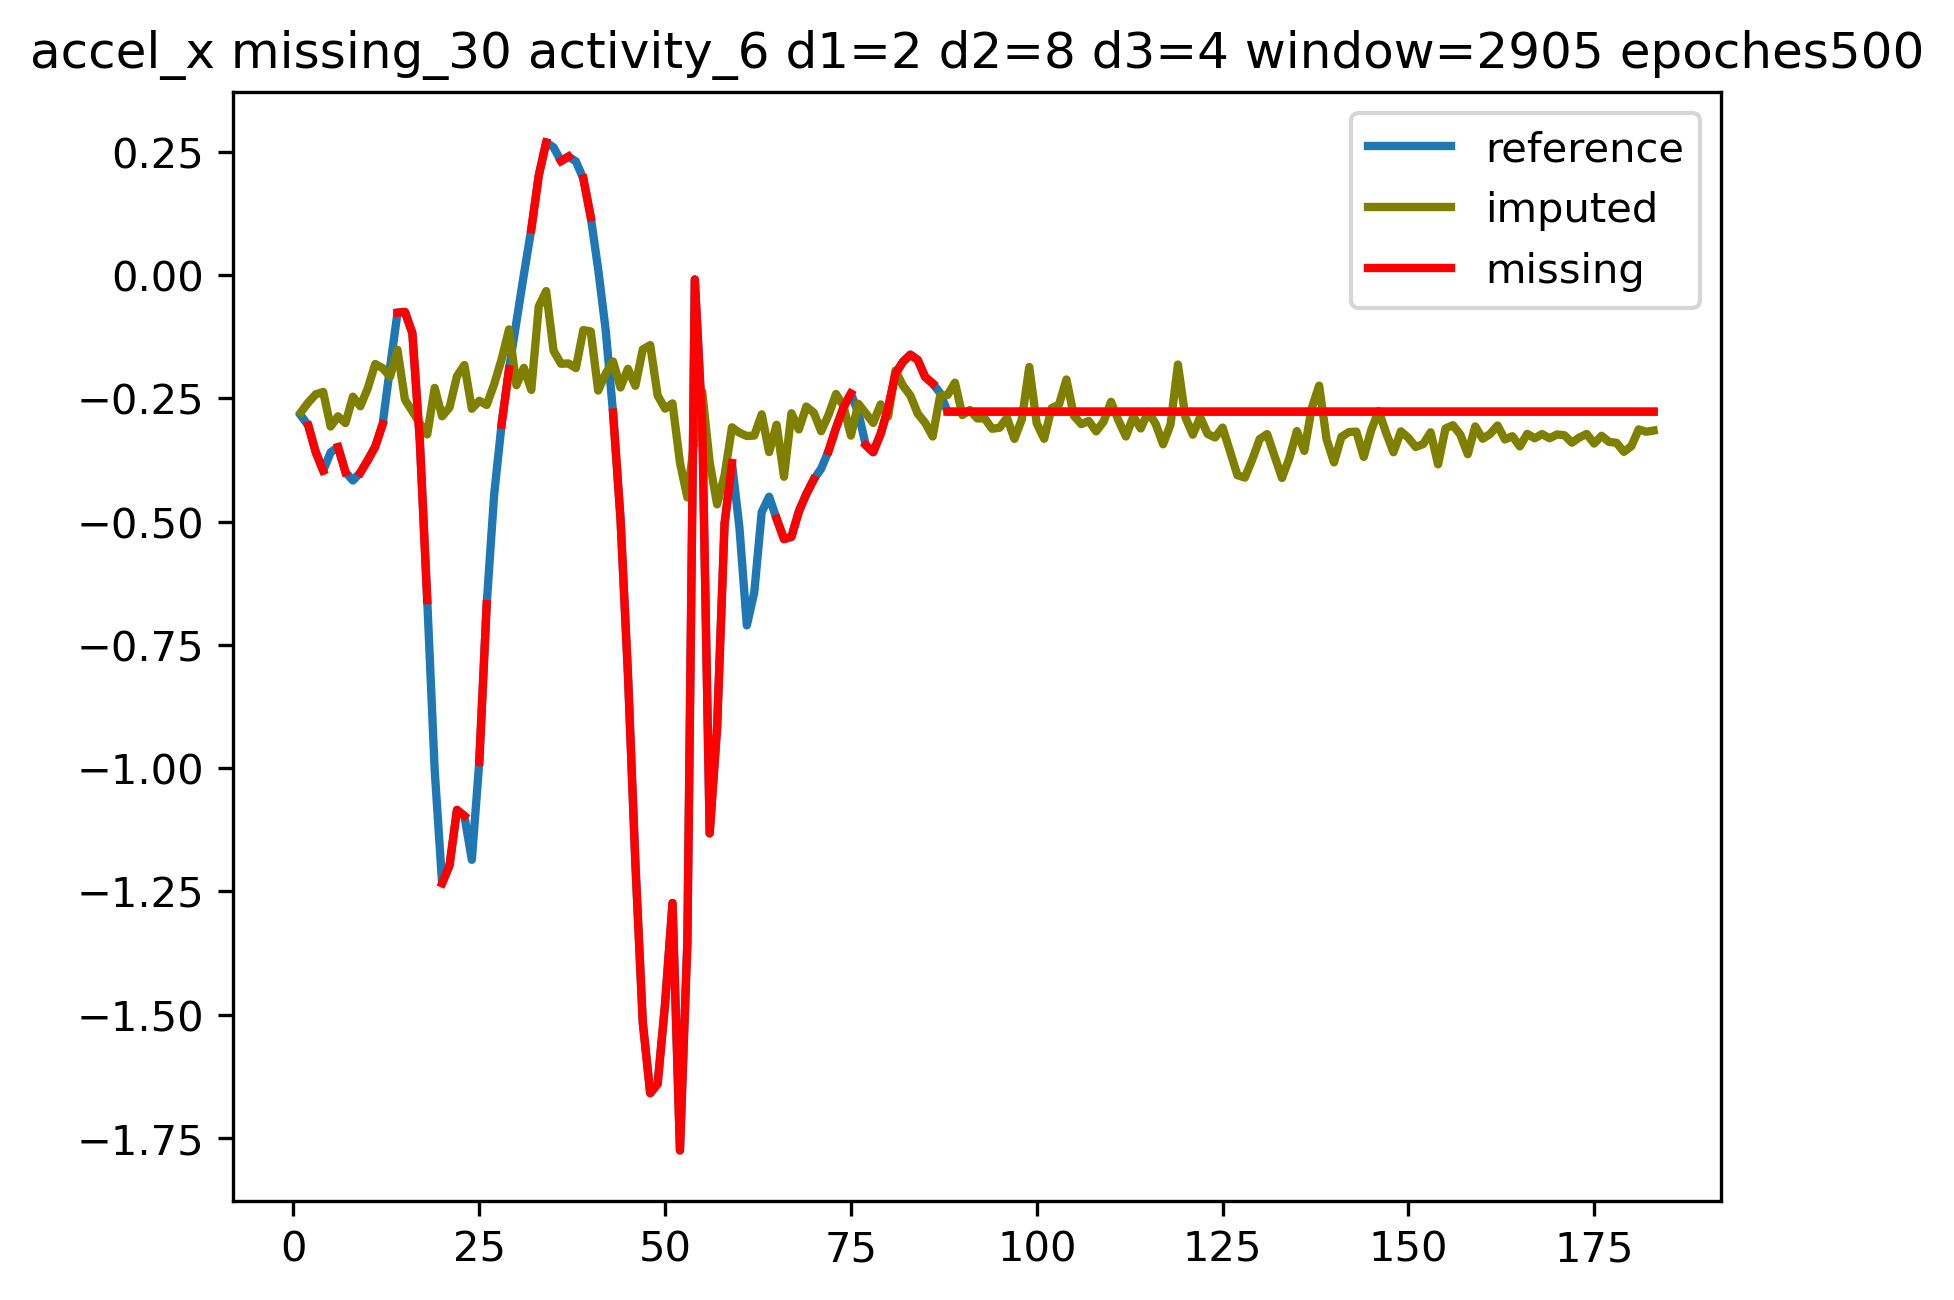 accel_x missing_30 activity_6 d1=2 d2=8 d3=4 window=2905 epoches500
reference
imputed
missing
0.25
0.00
−0.25
−0.50
−0.75
−1.00
−1.25
−1.50
−1.75
0 25 50 75 100 125 150 175